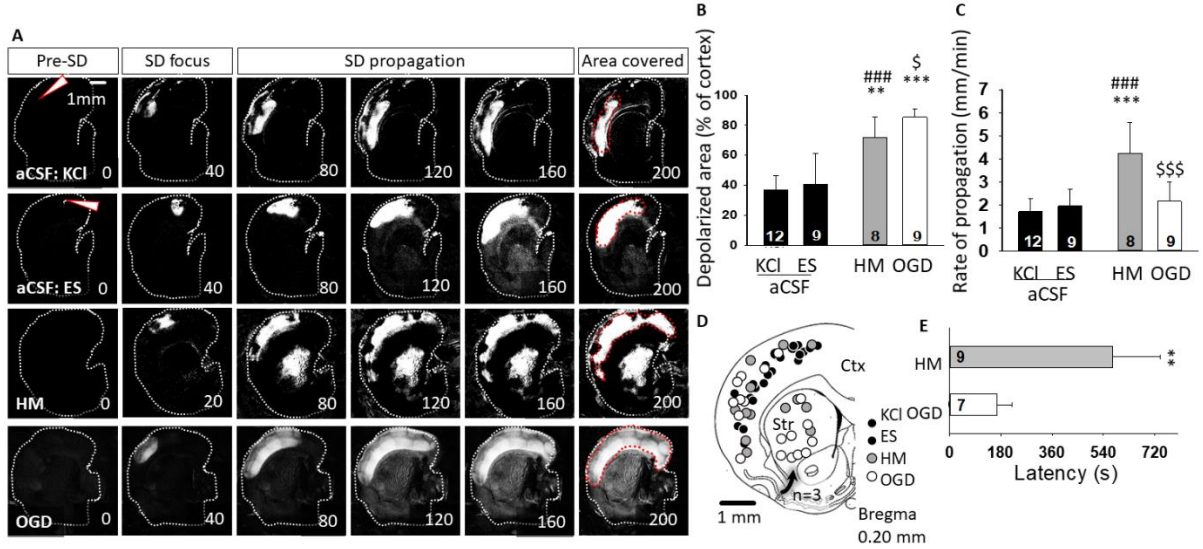 A
Pre-SD
SD focus
SD propagation
Area covered
1mm
aCSF: KCl
0
40
80
120
160
200
aCSF: ES
0
40
80
120
160
200
HM
0
20
80
120
160
200
OGD
0
40
80
120
160
200
B
Depolarized area (% of cortex)
100
80
60
40
20
0
###
**
$
***
12
9
8
9
KCl ES HM OGD
aCSF
C
Rate of propagation (mm/min)
7
6
5
4
3
2
1
0
###
***
$$$
12
9
8
9
KCl ES HM OGD
aCSF
D
Ctx
Str
n=3
KCl
ES
HM
OGD
1 mm
Bregma
0.20 mm
E
HM
9
**
OGD
7
0 180 360 540 720
Latency (s)